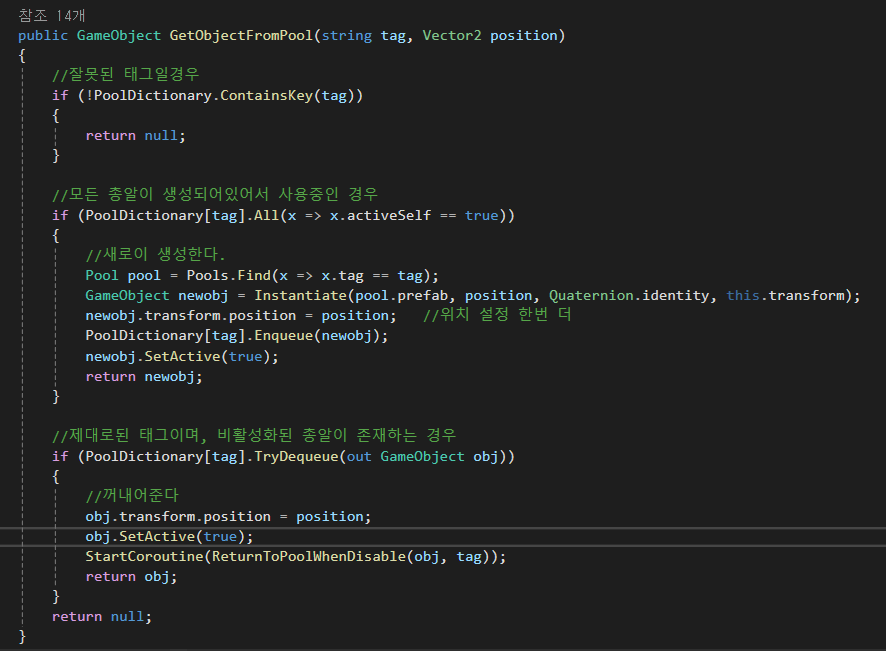 참조 14개
public GameObject GetObjectFromPool(string tag, Vector2 position)
{
    //잘못된 태그일경우
    if (!PoolDictionary.ContainsKey(tag))
    {
        return null;
    }

    //모든 총알이 생성되어있어서 사용중인 경우
    if (PoolDictionary[tag].All(x => x.activeSelf == true))
    {
        //새로이 생성한다.
        Pool pool = Pools.Find(x => x.tag == tag);
        GameObject newobj = Instantiate(pool.prefab, position, Quaternion.identity, this.transform);
        newobj.transform.position = position;   //위치 설정 한번 더
        PoolDictionary[tag].Enqueue(newobj);
        newobj.SetActive(true);
        return newobj;
    }

    //제대로된 태그이며, 비활성화된 총알이 존재하는 경우
    if (PoolDictionary[tag].TryDequeue(out GameObject obj))
    {
        //꺼내어준다
        obj.transform.position = position;
        obj.SetActive(true);
        StartCoroutine(ReturnToPoolWhenDisable(obj, tag));
        return obj;
    }
    return null;
}